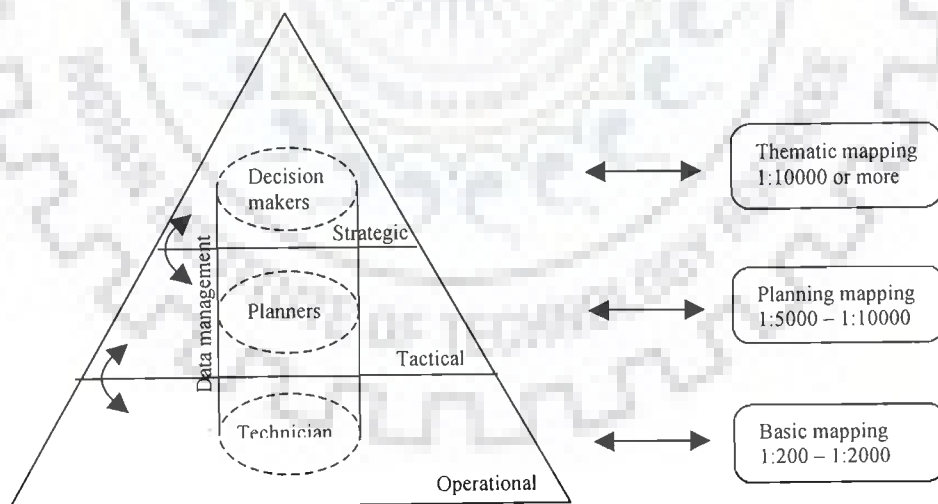 Decision
makers
Strategic
Thematic mapping
1:10000 or more
Data management
Planners
Tactical
Planning mapping
1:5000 – 1:10000
Technician
Operational
Basic mapping
1:200 – 1:2000